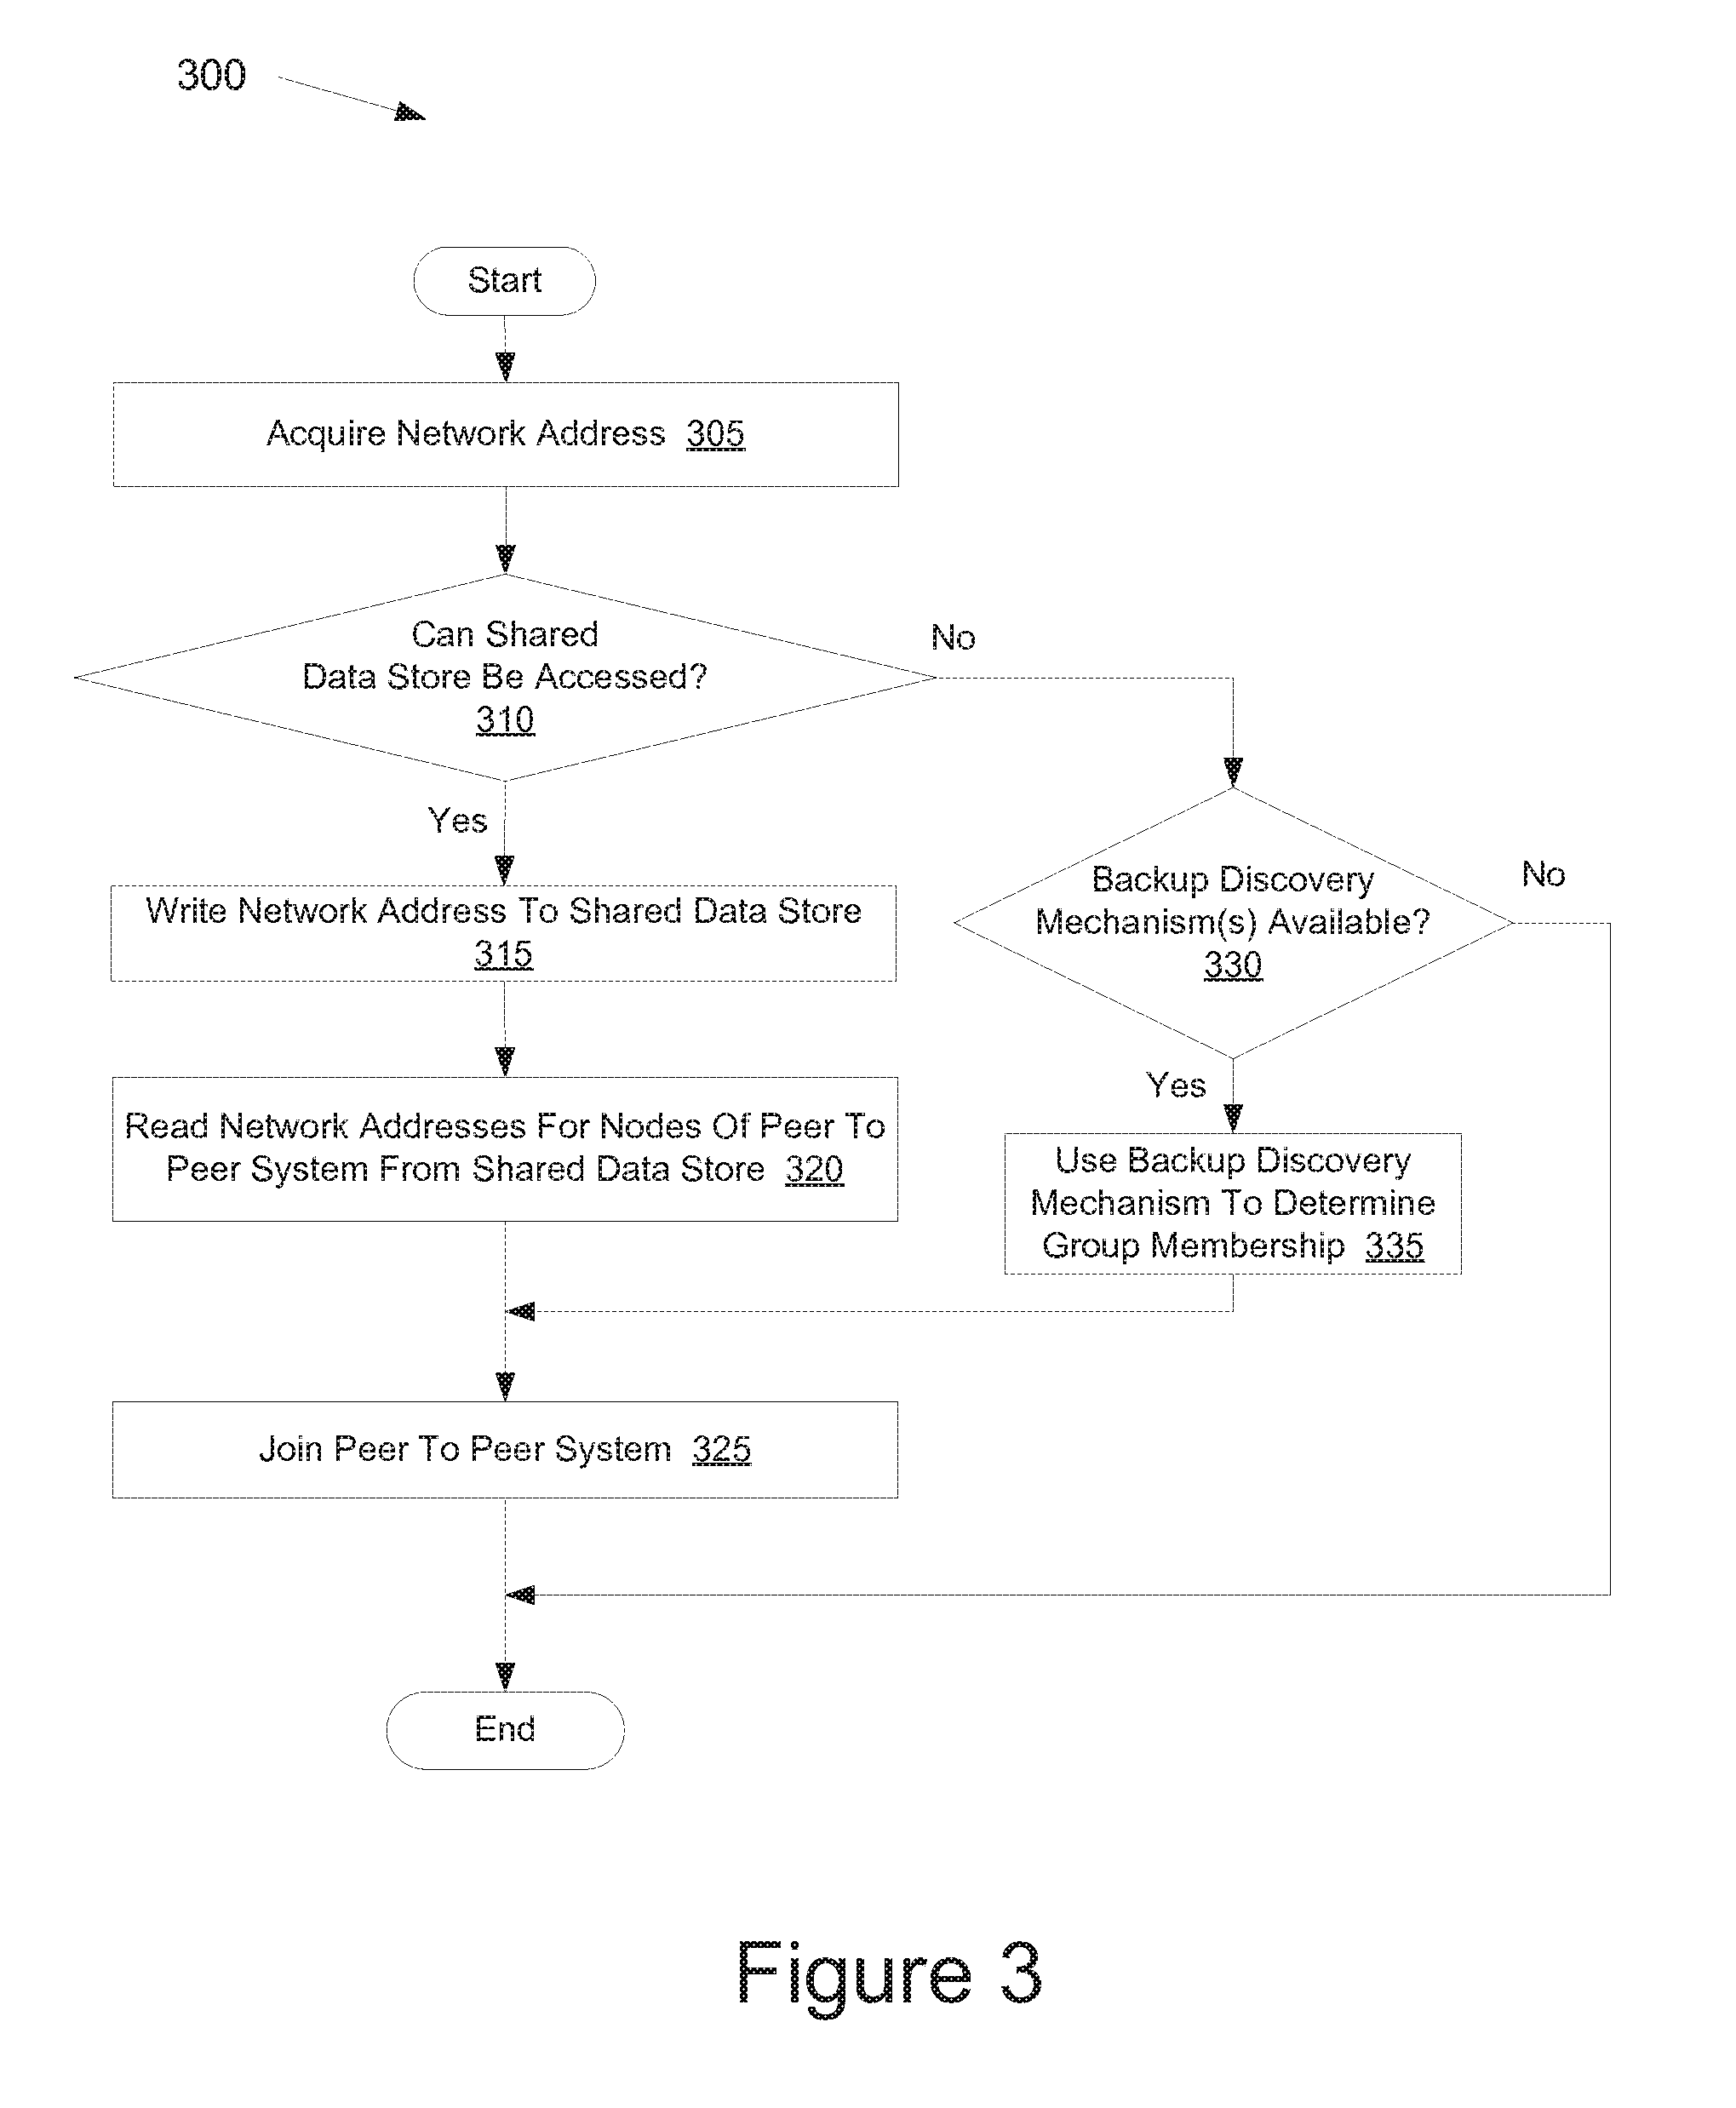 300
Start
Acquire Network Address 305
Can Shared
Data Store Be Accessed?
310
No
Yes
Write Network Address To Shared Data Store
315
Backup Discovery
Mechanism(s) Available?
330
No
Yes
Read Network Addresses For Nodes Of Peer To
Peer System From Shared Data Store 320
Use Backup Discovery
Mechanism To Determine
Group Membership 335
Join Peer To Peer System 325
End
Figure 3